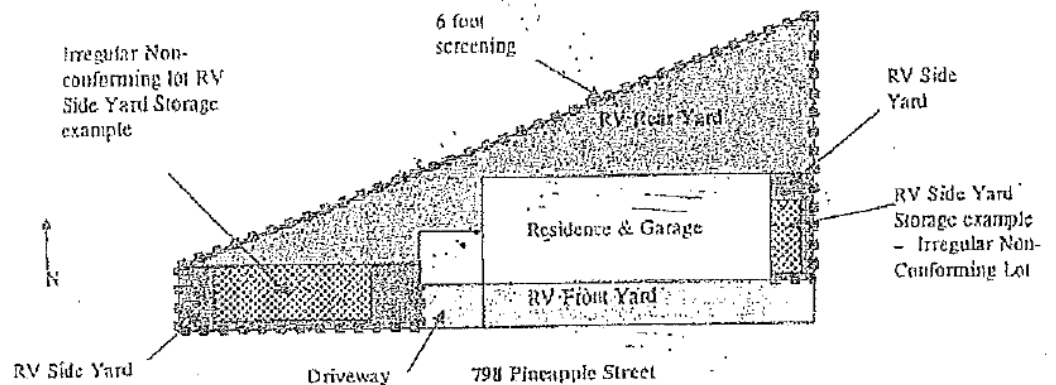 Irregular Non-
conforming lot RV
Side Yard Storage
example
6 foot
screening
RV Rear Yard
RV Side
Yard
RV Side Yard
Storage example
– Irregular Non-
Conforming Lot
Residence & Garage
N
RV Front Yard
RV Side Yard
Driveway
798 Pineapple Street